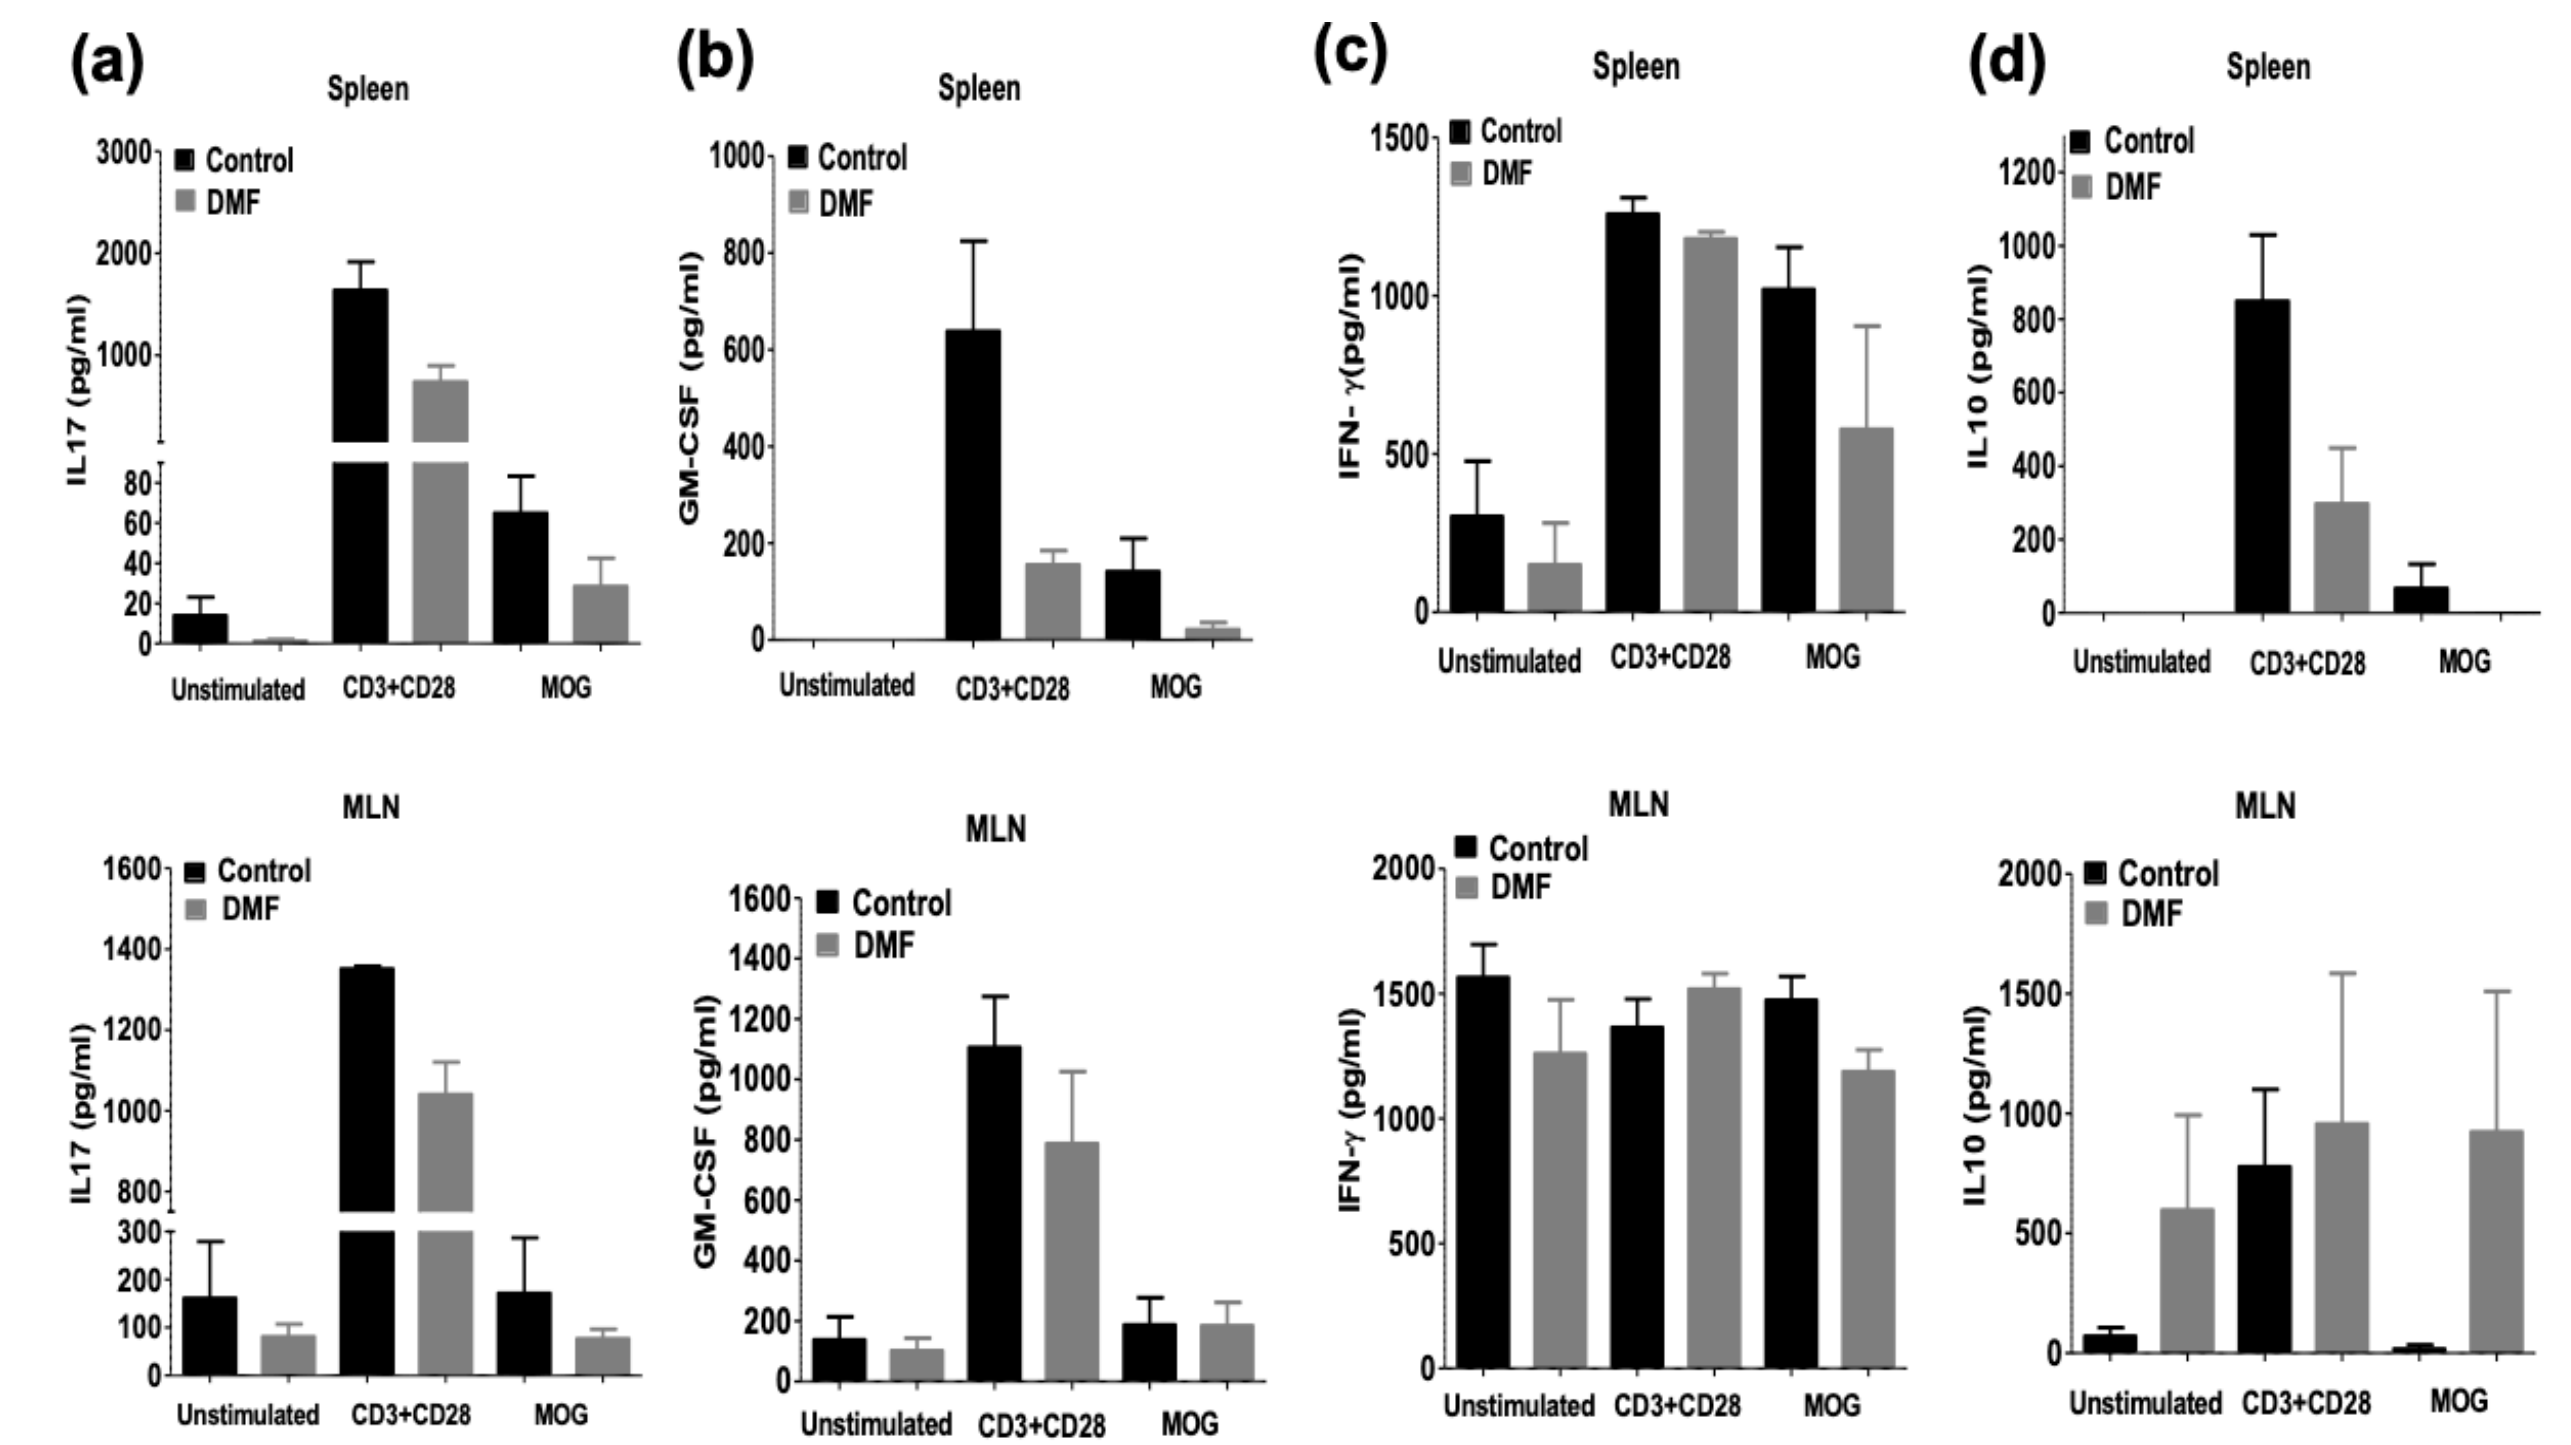 (a)
Spleen
Control
DMF
IL17 (pg/ml)
3000
2000
1000
80
60
40
20
0
Unstimulated CD3+CD28 MOG
(b)
Spleen
Control
DMF
GM-CSF (pg/ml)
1000
800
600
400
200
0
Unstimulated CD3+CD28 MOG
(c)
Spleen
Control
DMF
IFN- γ(pg/ml)
1500
1000
500
0
Unstimulated CD3+CD28 MOG
(d)
Spleen
Control
DMF
IL10 (pg/ml)
1200
1000
800
600
400
200
0
Unstimulated CD3+CD28 MOG
MLN
Control
DMF
IL17 (pg/ml)
1600
1400
1200
1000
800
300
200
100
0
Unstimulated CD3+CD28 MOG
MLN
Control
DMF
GM-CSF (pg/ml)
1600
1400
1200
1000
800
600
400
200
0
Unstimulated CD3+CD28 MOG
MLN
Control
DMF
IFN-γ (pg/ml)
2000
1500
1000
500
0
Unstimulated CD3+CD28 MOG
MLN
Control
DMF
IL10 (pg/ml)
2000
1500
1000
500
0
Unstimulated CD3+CD28 MOG